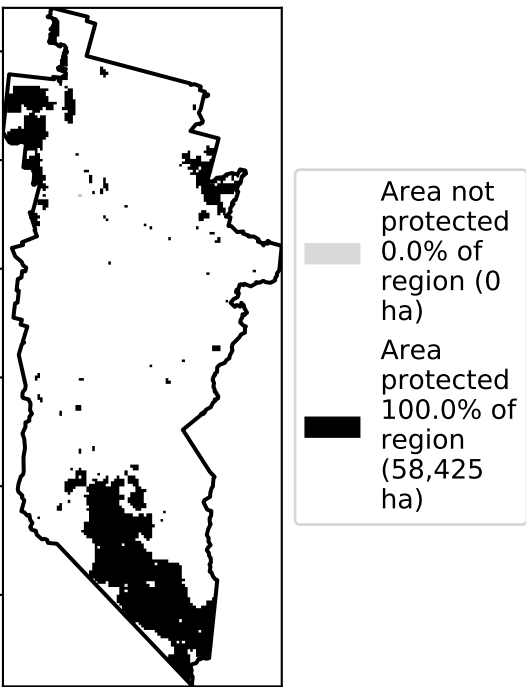 Area not
protected
0.0% of
region (0
ha)
Area
protected
100.0% of
region
(58,425
ha)